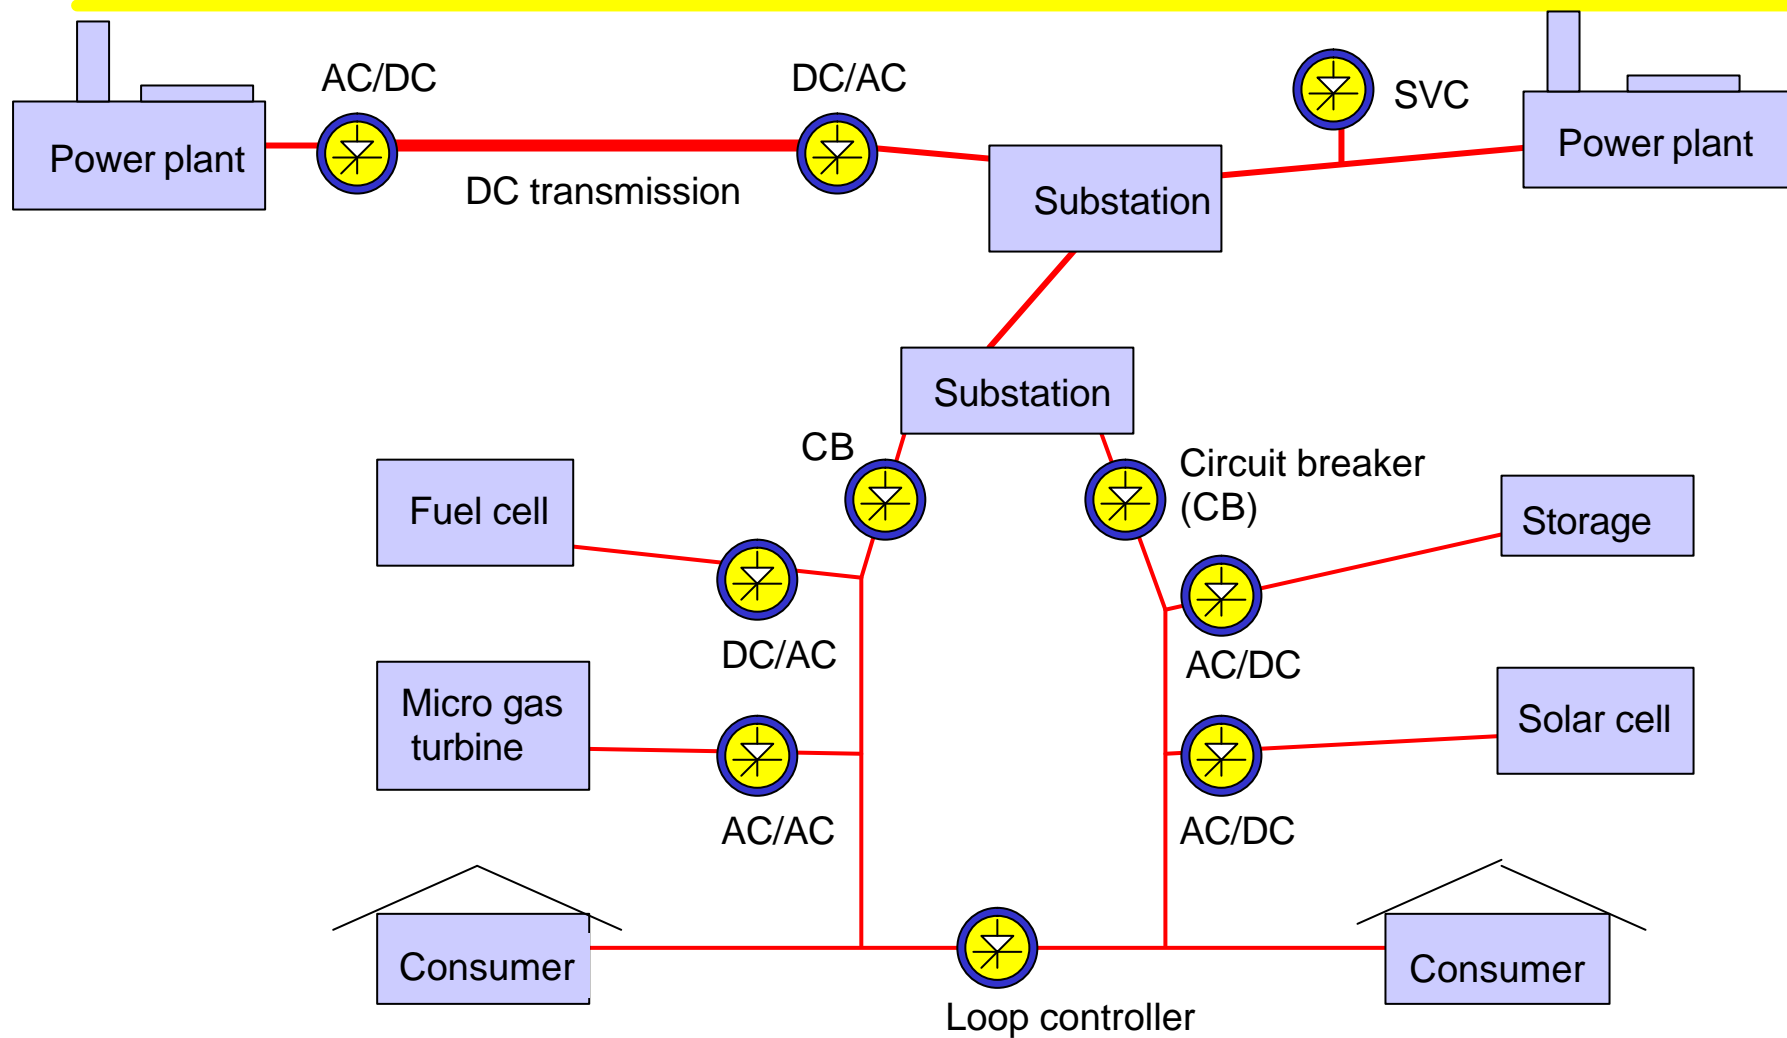 AC/DC
DC/AC
SVC
Power plant
Power plant
DC transmission
Substation
Substation
CB
Circuit breaker
(CB)
Fuel cell
Storage
DC/AC
AC/DC
Micro gas
turbine
Solar cell
AC/AC
AC/DC
Consumer
Consumer
Loop controller